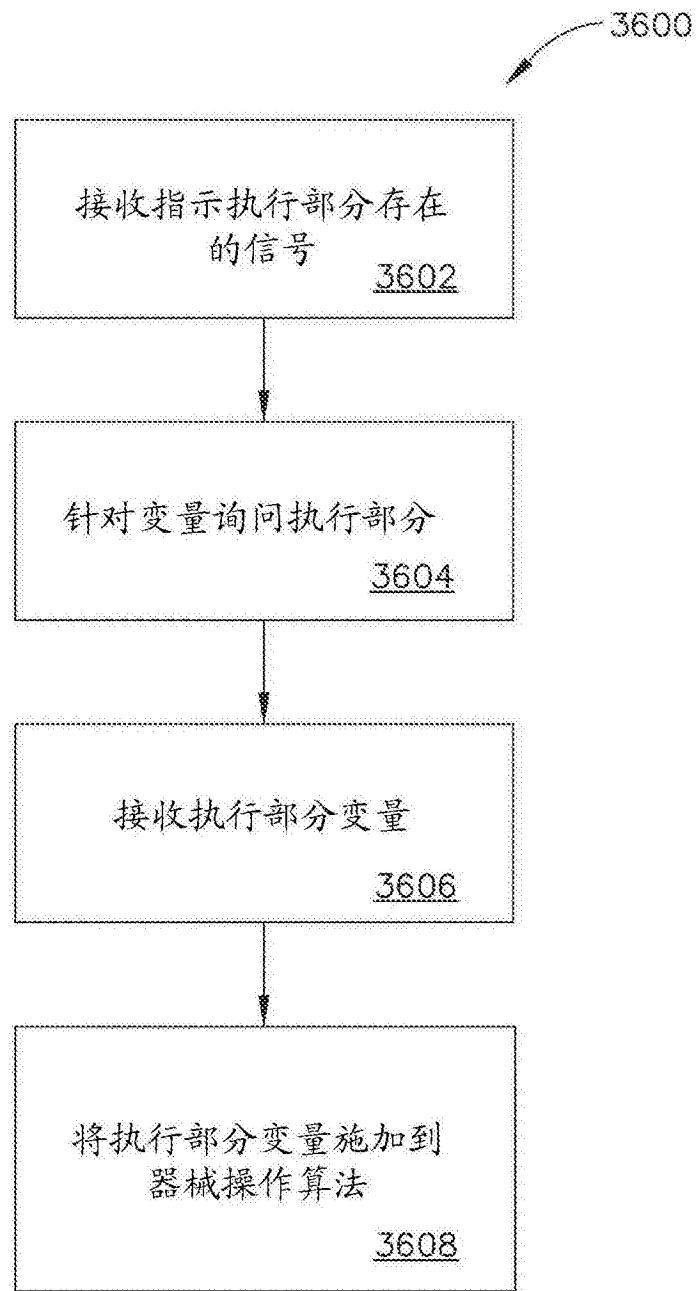 3600
接收指示执行部分存在
的信号
3602
针对变量询问执行部分
3604
接收执行部分变量
3606
将执行部分变量施加到
器械操作算法
3608